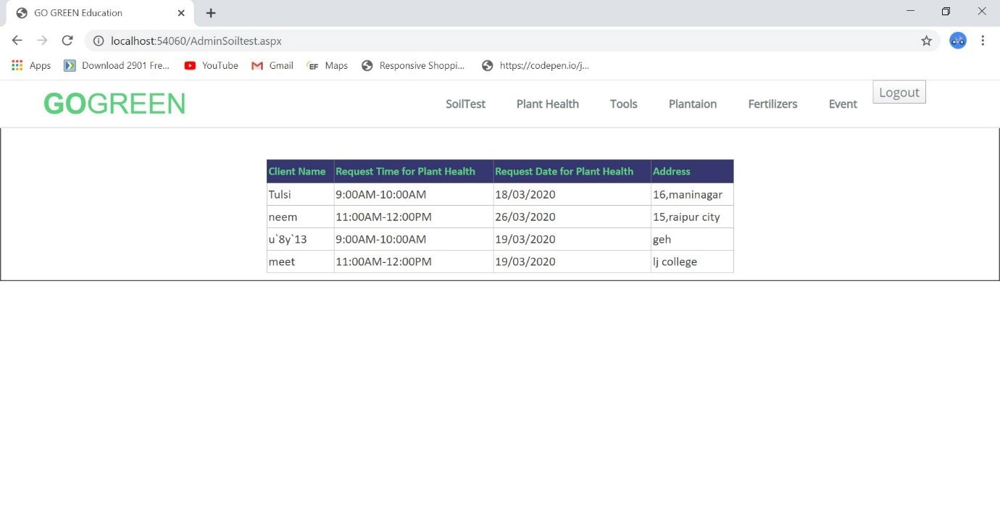 GO GREEN Education
localhost:54060/AdminSoiltest.aspx
Apps Download 2901 Fre... YouTube Gmail EF Maps Responsive Shoppi... https://codepen.io/j...
GOGREEN SoilTest Plant Health Tools Plantaion Fertilizers Event Logout
Client Name Request Time for Plant Health Request Date for Plant Health Address
Tulsi 9:00AM-10:00AM 18/03/2020 16,maninagar
neem 11:00AM-12:00PM 26/03/2020 15,raipur city
u`8y`13 9:00AM-10:00AM 19/03/2020 geh
meet 11:00AM-12:00PM 19/03/2020 lj college